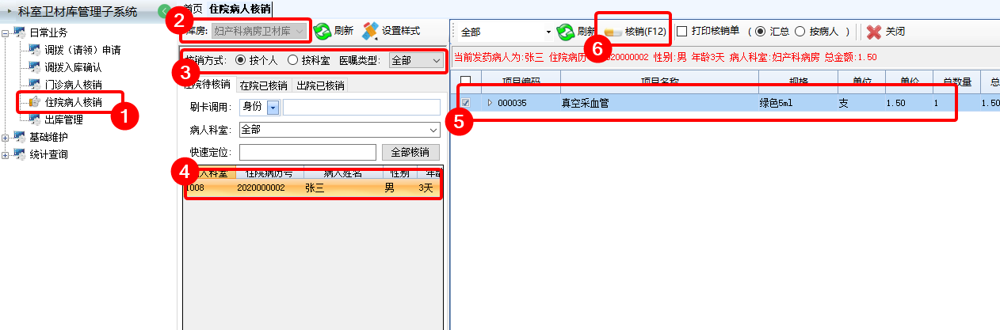 科室卫材库管理子系统
日常业务
调拨（请领）申请
调拨入库确认
门诊病人核销
住院病人核销
1
出库管理
基础维护
统计查询
首页 住院病人核销
2
库房: 妇产科病房卫材库 刷新 设置样式
3
核销方式: 按个人 按科室 医嘱类型: 全部
住院待核销 在院已核销 出院已核销
刷卡调用: 身份
病人科室: 全部
快速定位: 全部核销
4
病人科室 住院病历号 病人姓名 性别 年龄
1008 2020000002 张三 男 3天
全部 刷新 核销(F12) 打印核销单 ( 汇总 按病人 ) 关闭
6
当前发药病人为:张三 住院病历 2020000002 性别:男 年龄3天 病人科室:妇产科病房 总金额:1.50
项目编码 项目名称 规格 单位 单价 总数量 总
5
000035 真空采血管 绿色5ml 支 1.50 1 1.50